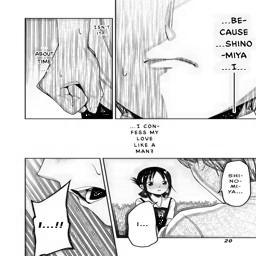 ...BE-
CAUSE
...SHINO
-MIYA
...I...
ISN'T
IT
ABOUT
TIME
...I CON-
FESS MY
LOVE
LIKE A
MAN?
SHI-
NO-
MI-
YA...
I...
I...!!
20